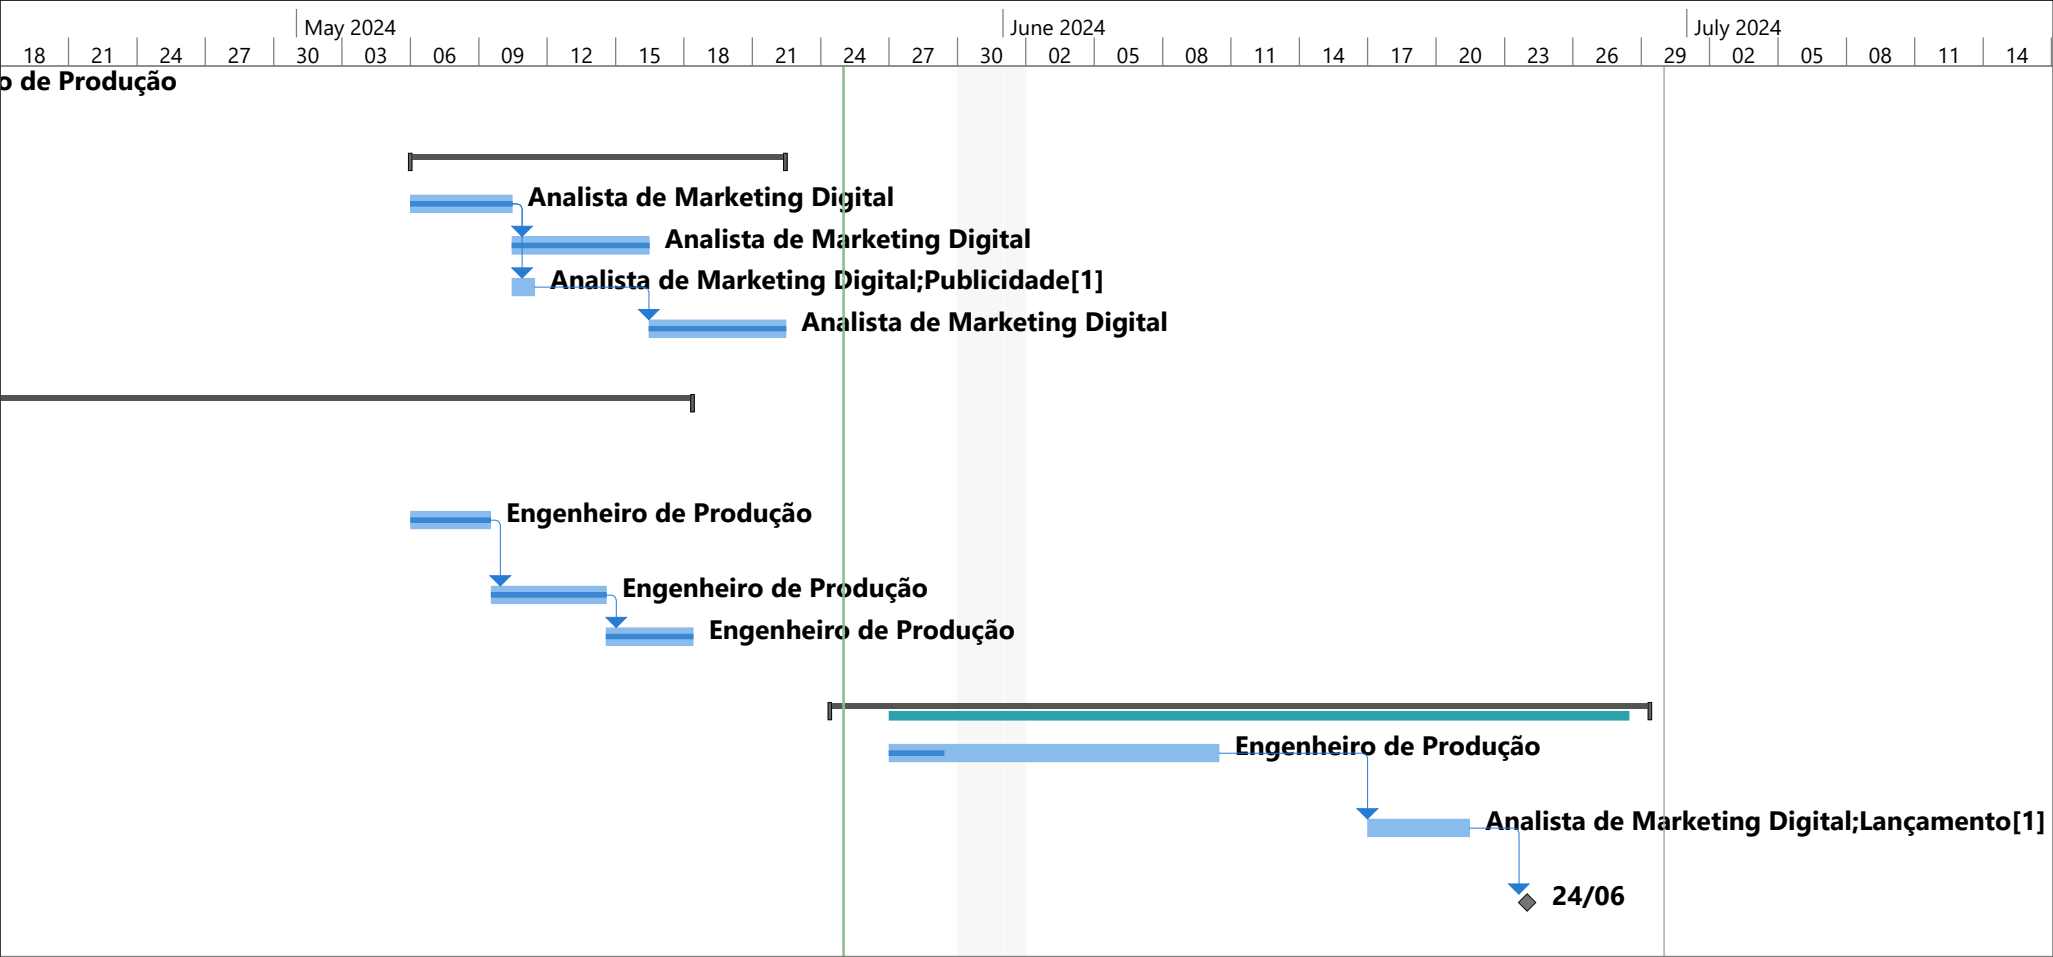 May 2024 June 2024 July 2024
18 21 24 27 30 03 06 09 12 15 18 21 24 27 30 02 05 08 11 14 17 20 23 26 29 02 05 08 11 14
o de Produção
Analista de Marketing Digital
Analista de Marketing Digital
Analista de Marketing Digital;Publicidade[1]
Analista de Marketing Digital
Engenheiro de Produção
Engenheiro de Produção
Engenheiro de Produção
Engenheiro de Produção
Analista de Marketing Digital;Lançamento[1]
24/06